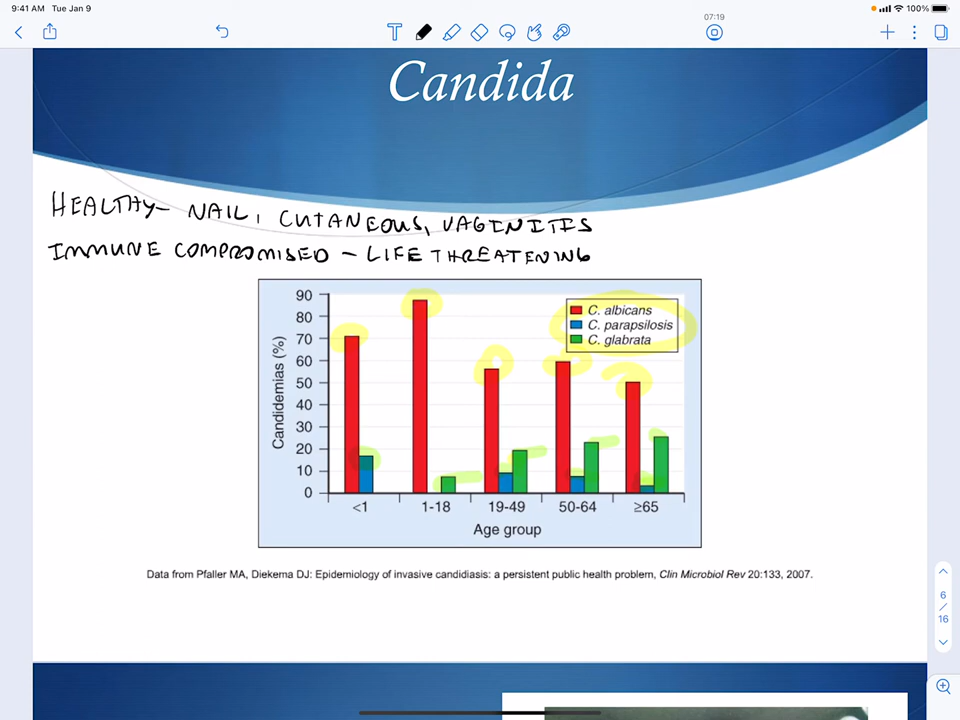 9:41 AM Tue Jan 9
100%
07:19
T
Candida
HEALTHY- NAIL, CUTANEOUS, VAGINITIS
IMMUNE COMPROMISED - LIFE THREATENING
C. albicans
C. parapsilosis
C. glabrata
Candidemias (%)
90
80
70
60
50
40
30
20
10
0
<1 1-18 19-49 50-64 ≥65
Age group
Data from Pfaller MA, Diekema DJ: Epidemiology of invasive candidiasis: a persistent public health problem, Clin Microbiol Rev 20:133, 2007.
6
/
16